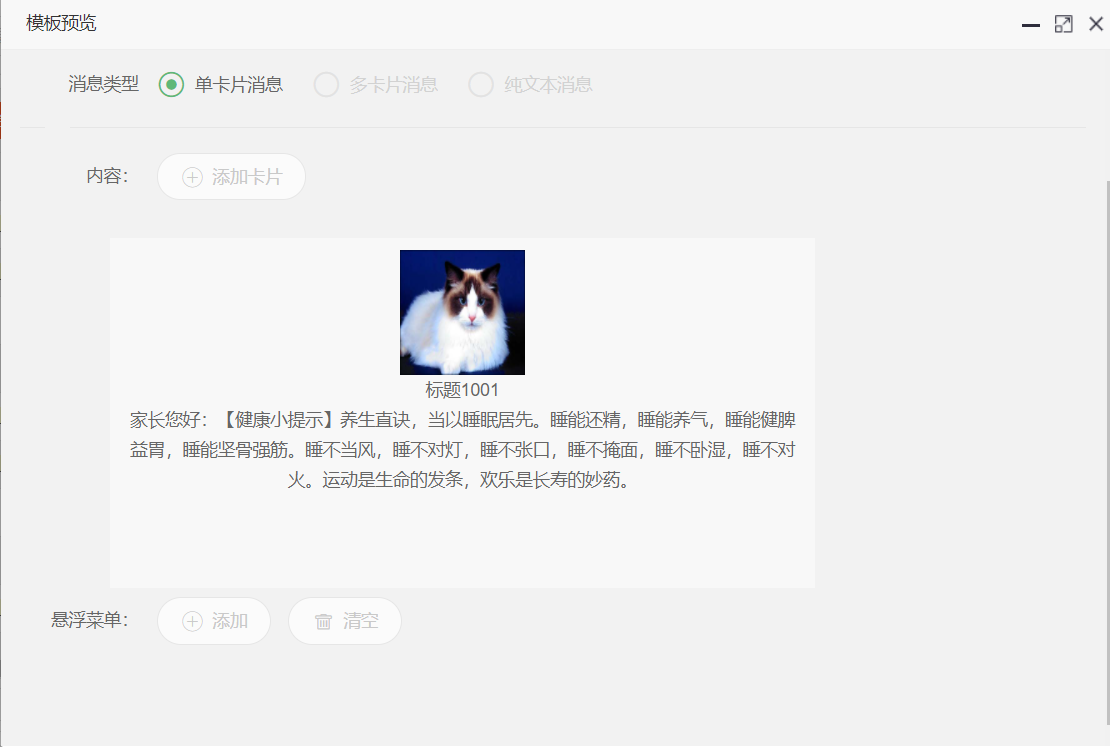 模板预览
消息类型 单卡片消息 多卡片消息 纯文本消息
内容： 添加卡片
标题1001
家长您好：【健康小提示】养生直诀，当以睡眠居先。睡能还精，睡能养气，睡能健脾
益胃，睡能坚骨强筋。睡不当风，睡不对灯，睡不张口，睡不掩面，睡不卧湿，睡不对
火。运动是生命的发条，欢乐是长寿的妙药。
悬浮菜单： 添加 清空